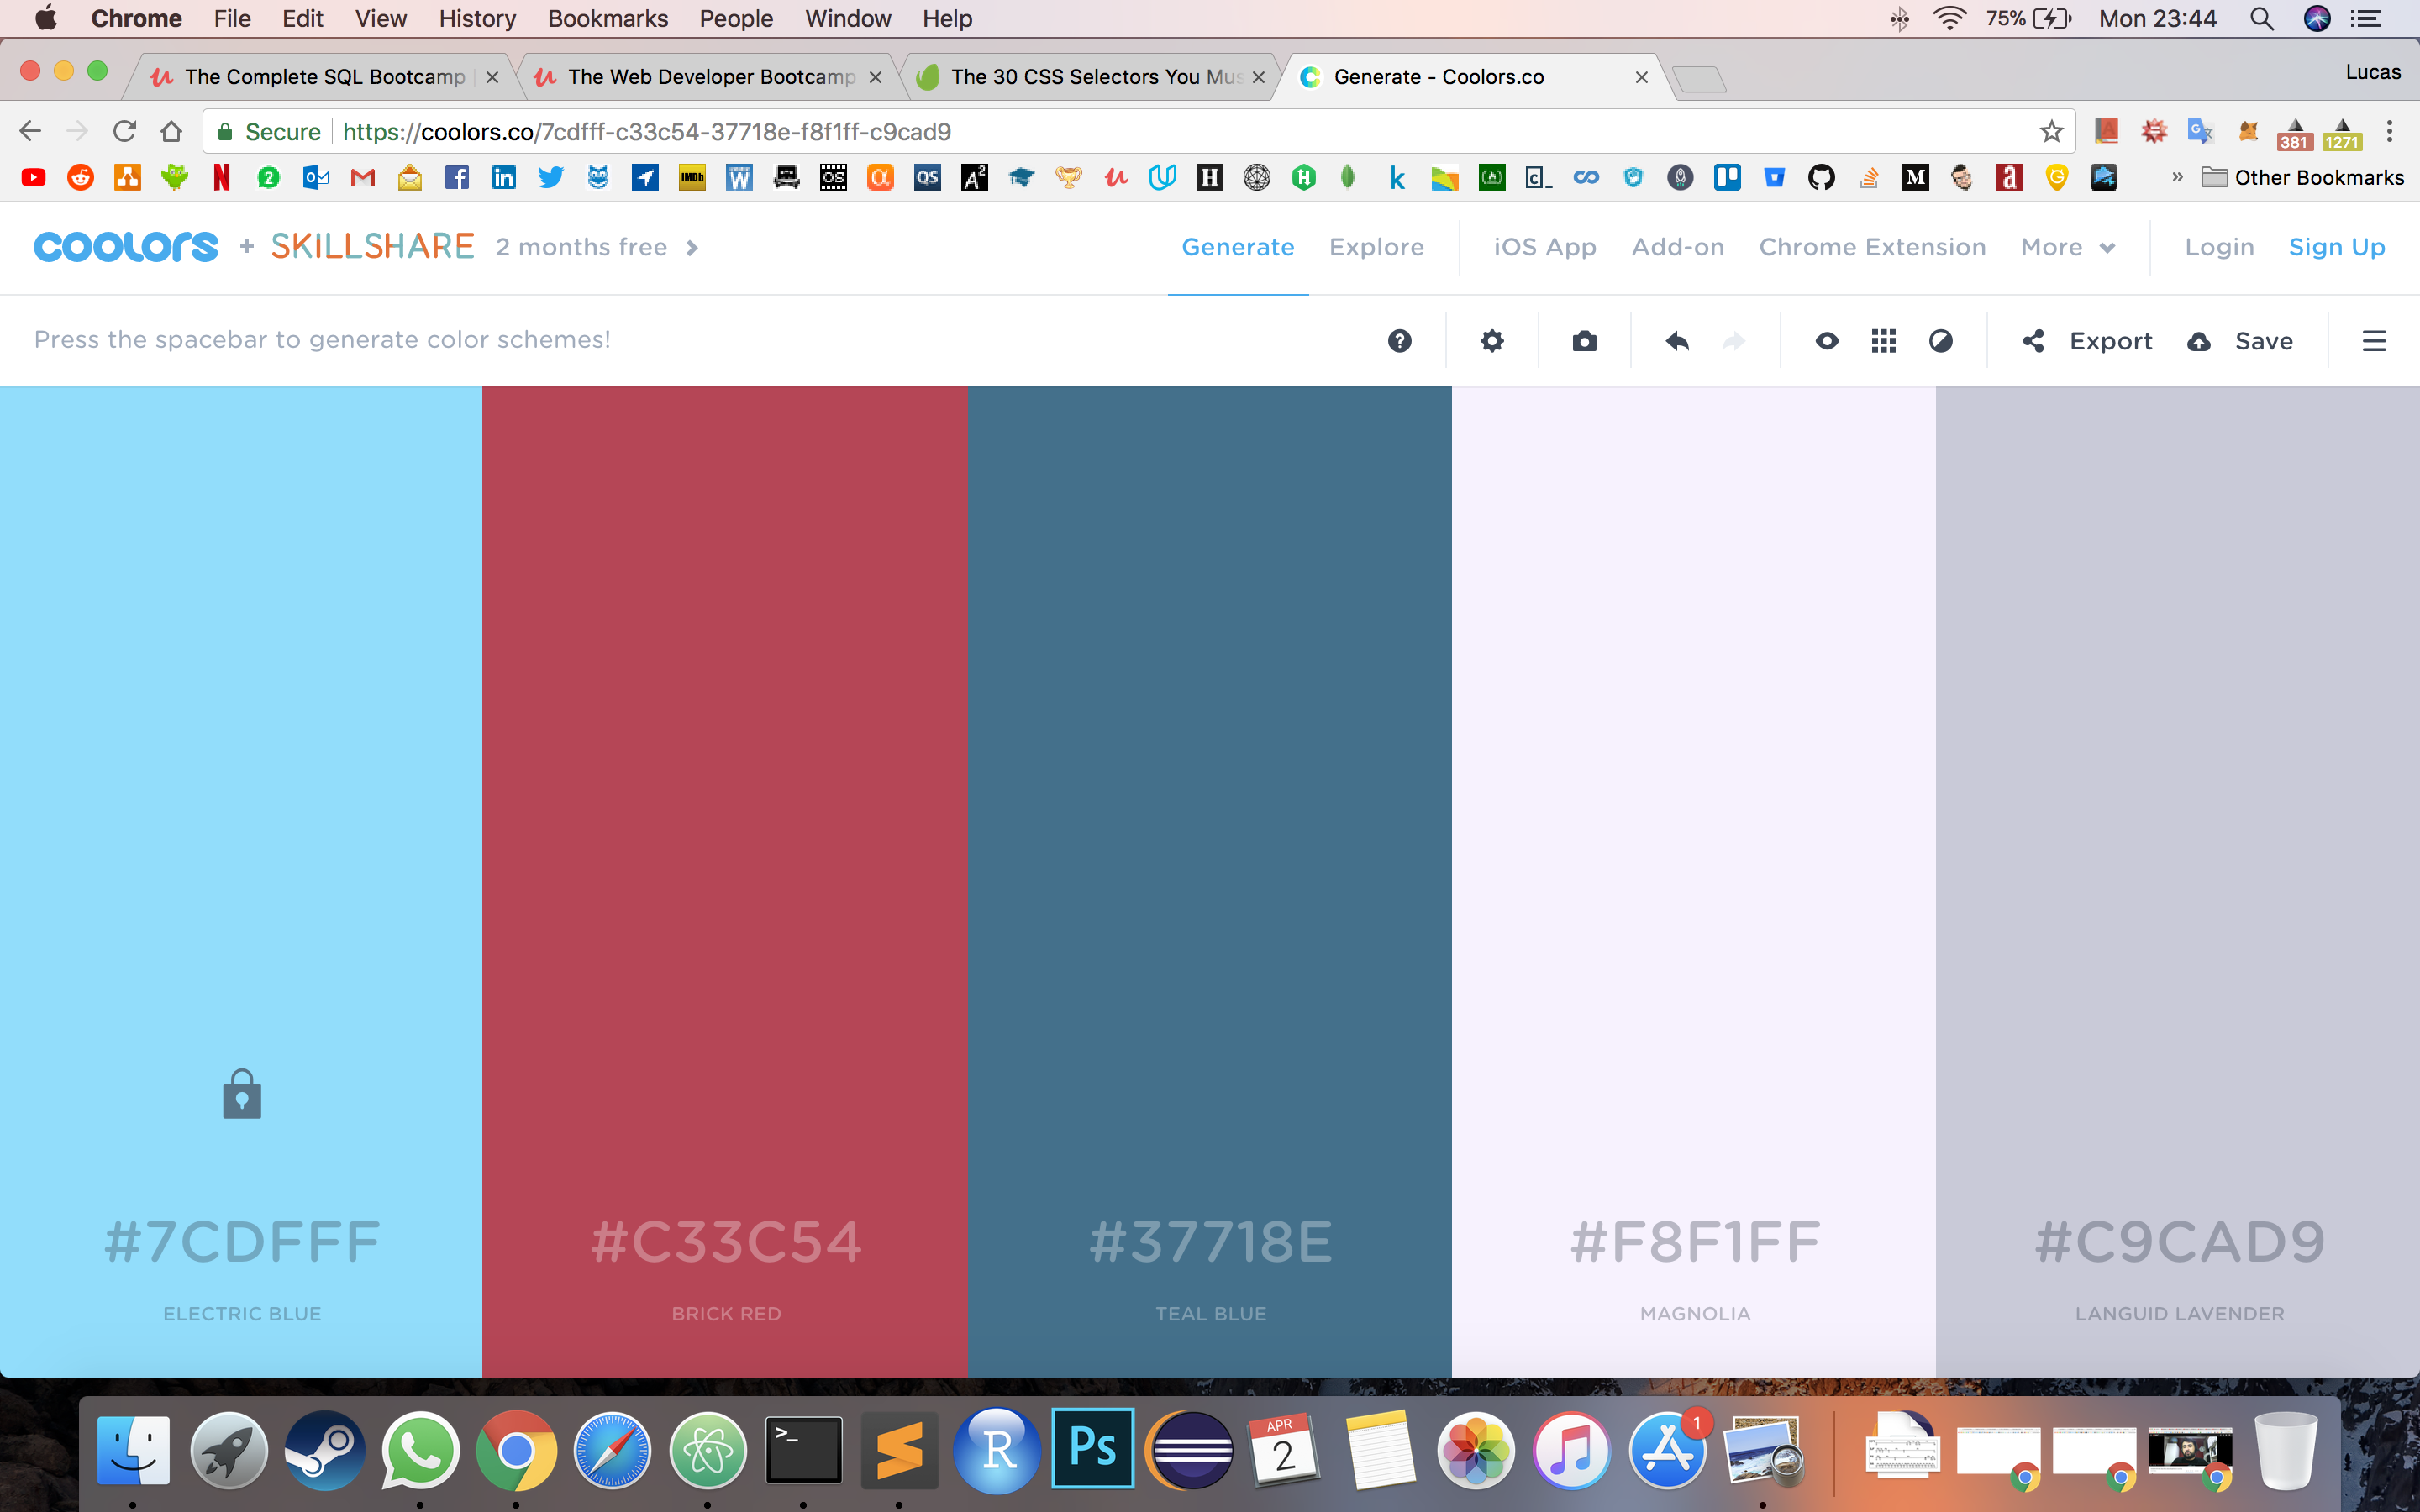 Chrome File Edit View History Bookmarks People Window Help 75% Mon 23:44
The Complete SQL Bootcamp The Web Developer Bootcamp The 30 CSS Selectors You Mus Generate - Coolors.co Lucas
Secure https://coolors.co/7cdfff-c33c54-37718e-f8f1ff-c9cad9 381 1271
Other Bookmarks
coolors + SKILLSHARE 2 months free Generate Explore iOS App Add-on Chrome Extension More Login Sign Up
Press the spacebar to generate color schemes! Export Save
#7CDFFF #C33C54 #37718E #F8F1FF #C9CAD9
ELECTRIC BLUE BRICK RED TEAL BLUE MAGNOLIA LANGUID LAVENDER
>_ R Ps APR 2 1